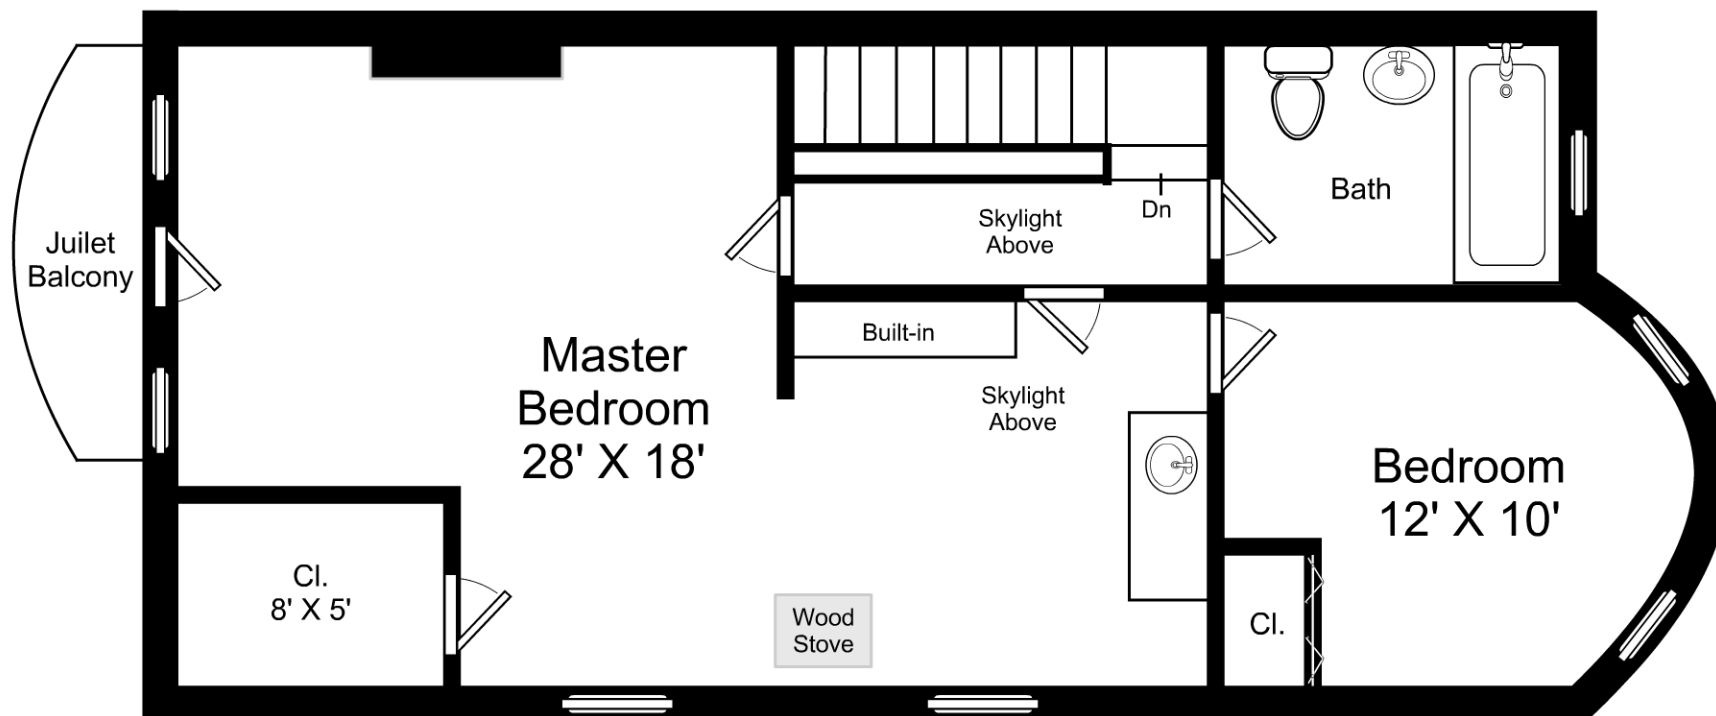 Juilet
Balcony
Master
Bedroom
28' X 18'
Cl.
8' X 5'
Skylight
Above
Dn
Built-in
Skylight
Above
Wood
Stove
Bath
Bedroom
12' X 10'
Cl.